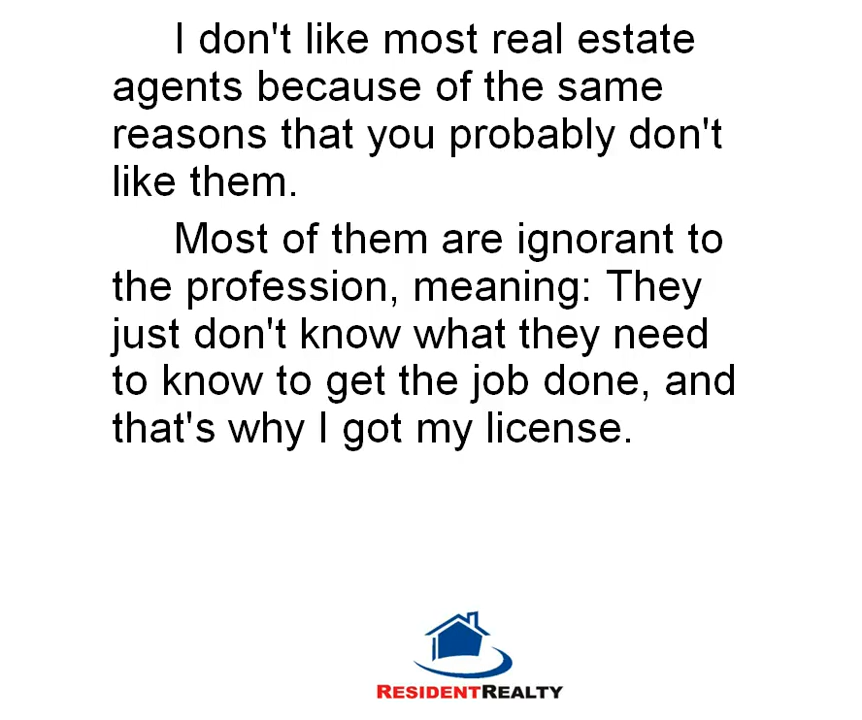 I don't like most real estate
agents because of the same
reasons that you probably don't
like them.
Most of them are ignorant to
the profession, meaning: They
just don't know what they need
to know to get the job done, and
that's why I got my license.
RESIDENTREALTY